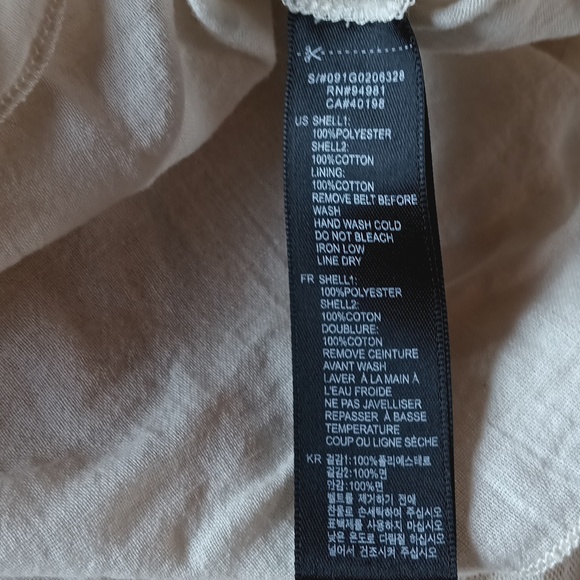 S/#091G0206328
RN#94981
CA#40198
US SHELL1:
100%POLYESTER
SHELL2:
100%COTTON
LINING:
100%COTTON
REMOVE BELT BEFORE
WASH
HAND WASH COLD
DO NOT BLEACH
IRON LOW
LINE DRY
FR SHELL1:
100%POLYESTER
SHELL2:
100%COTON
DOUBLURE:
100%COTON
REMOVE CEINTURE
AVANT WASH
LAVER À LA MAIN À
L'EAU FROIDE
NE PAS JAVELLISER
REPASSER À BASSE
TEMPERATURE
COUP OU LIGNE SÈCHE
KR 겉감1:100%폴리에스테르
겉감2:100%면
안감:100%면
벨트를 제거하기 전에
찬물로 손세탁하여 주십시오
표백제를 사용하지 마십시오
낮은 온도로 다림질 하십시오
널어서 건조시켜 주십시오